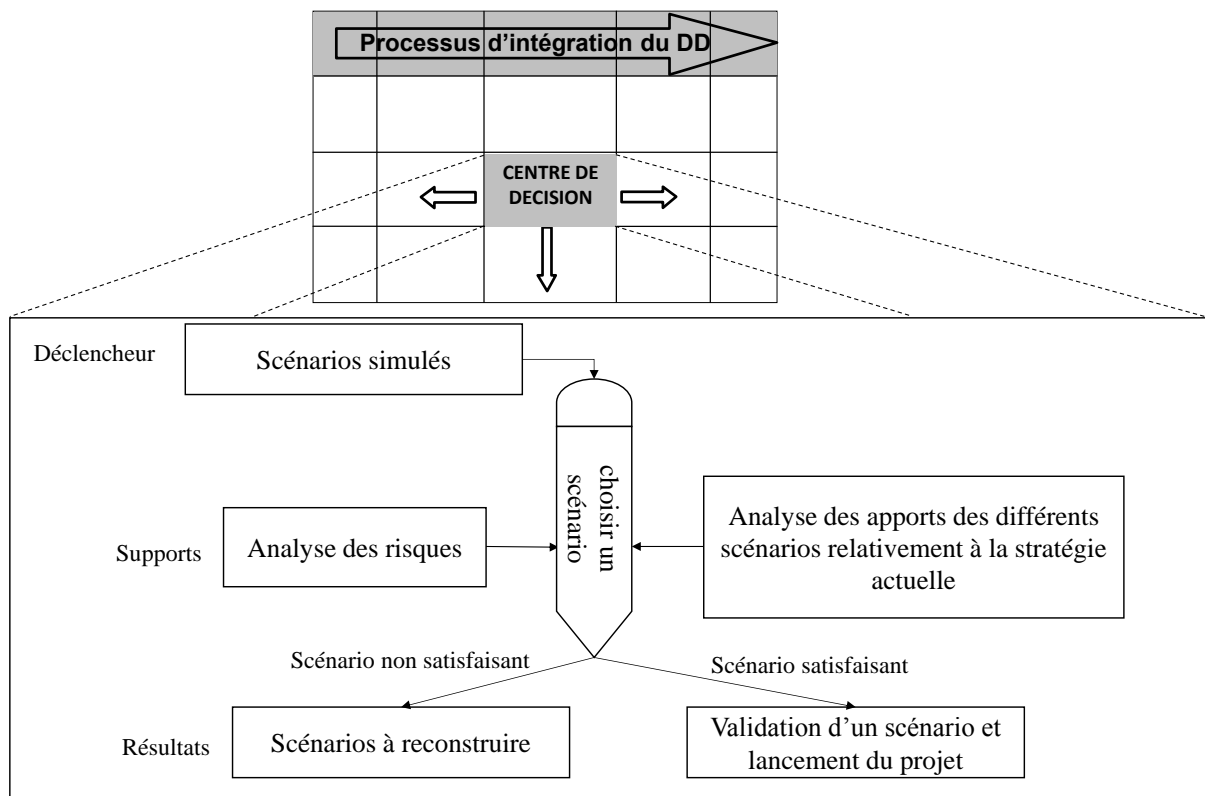 Processus d'intégration du DD
CENTRE DE
DECISION
Déclencheur
Scénarios simulés
choisir un
scénario
Supports
Analyse des risques
Analyse des apports des différents
scénarios relativement à la stratégie
actuelle
Scénario non satisfaisant
Scénario satisfaisant
Résultats
Scénarios à reconstruire
Validation d’un scénario et
lancement du projet